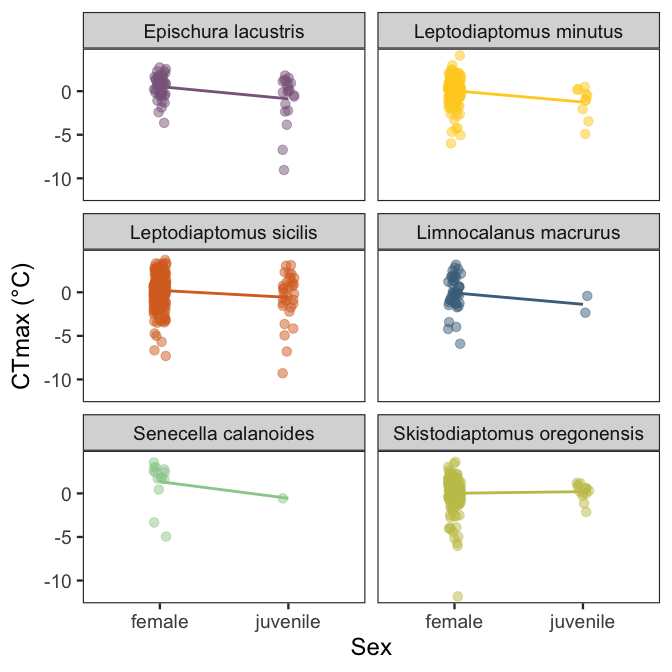 Epischura lacustris
Leptodiaptomus minutus
0
-5
-10
Leptodiaptomus sicilis
Limnocalanus macrurus
CTmax (°C)
0
-5
-10
Senecella calanoides
Skistodiaptomus oregonensis
0
-5
-10
female
juvenile
female
juvenile
Sex